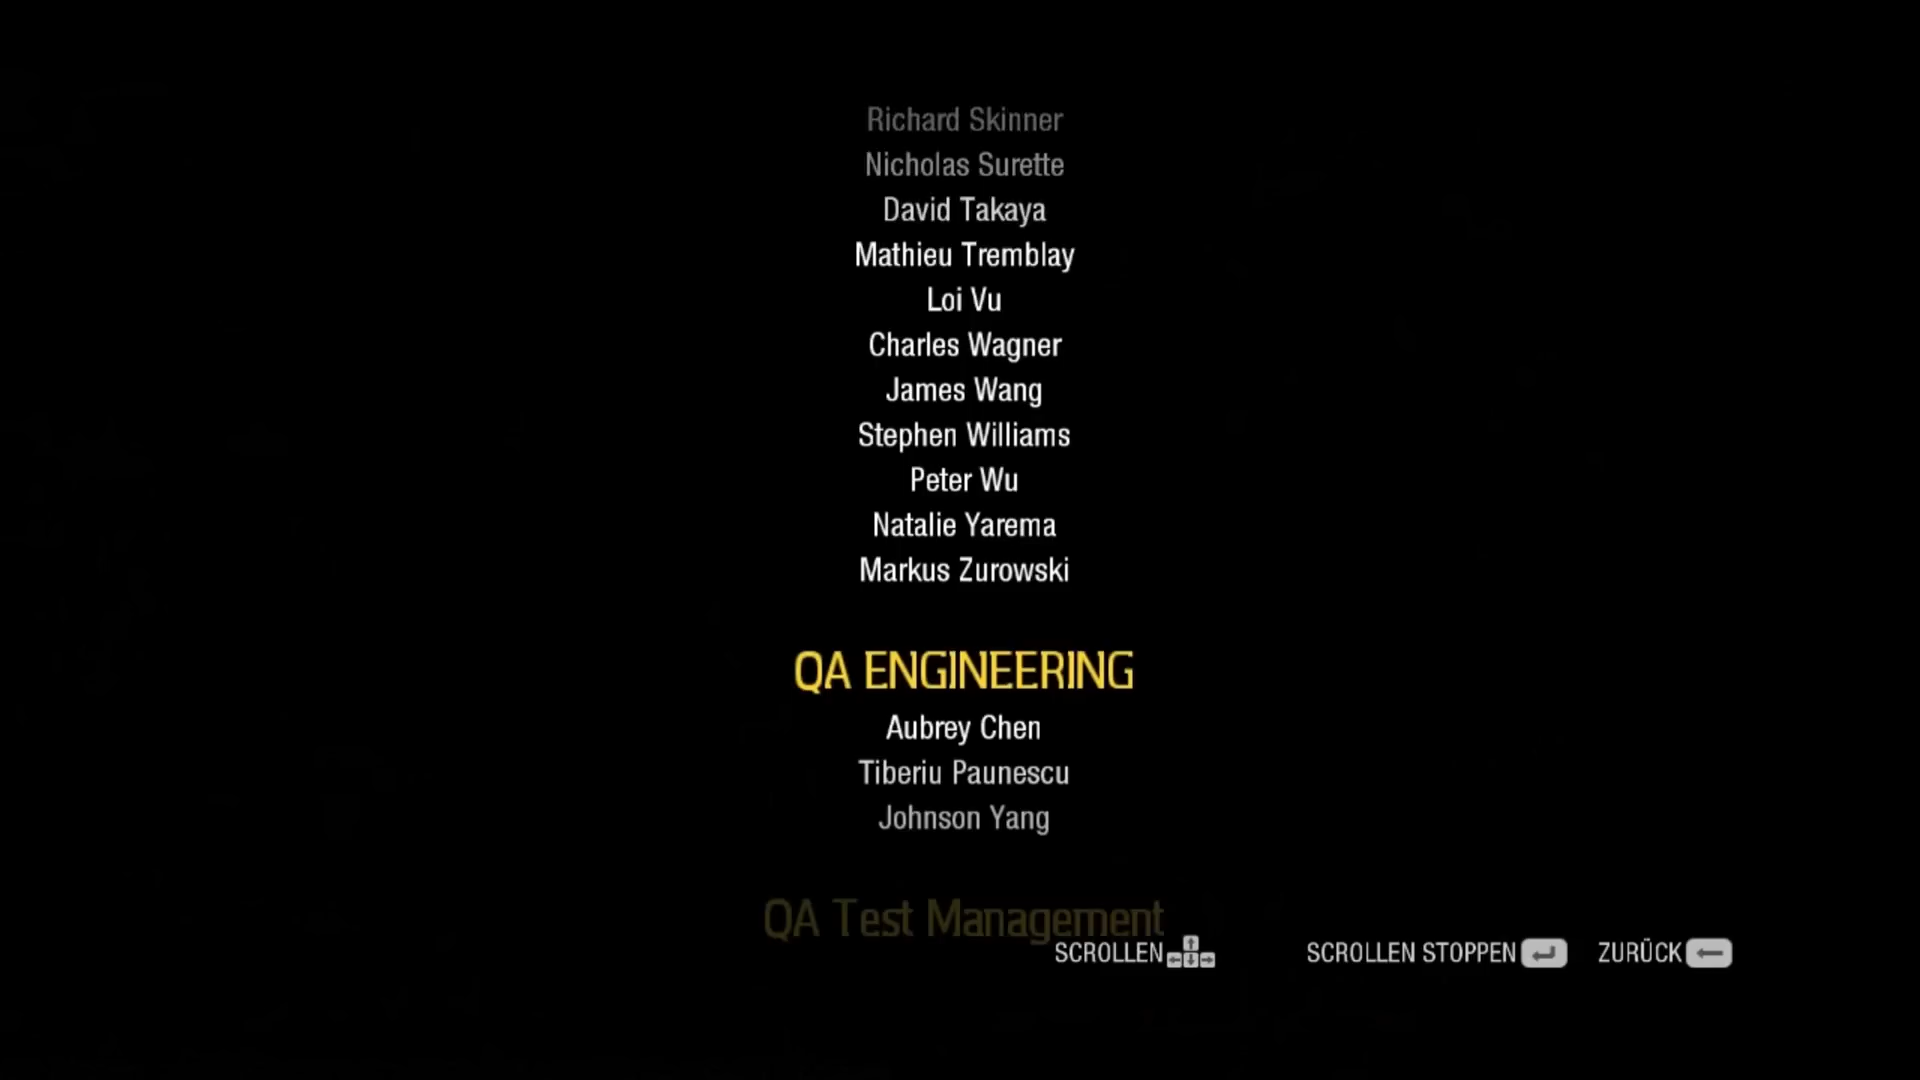 Richard Skinner
Nicholas Surette
David Takaya
Mathieu Tremblay
Loi Vu
Charles Wagner
James Wang
Stephen Williams
Peter Wu
Natalie Yarema
Markus Zurowski
QA ENGINEERING
Aubrey Chen
Tiberiu Paunescu
Johnson Yang
QA Test Management
SCROLLEN SCROLLEN STOPPEN ZURÜCK